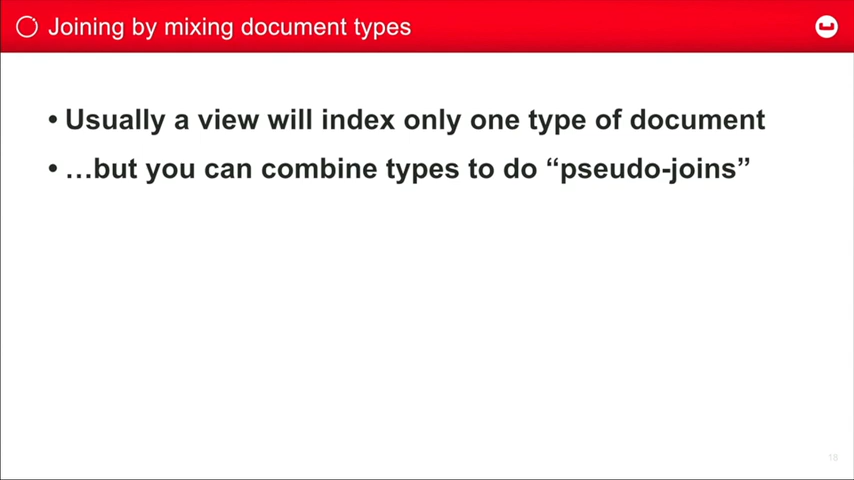 Joining by mixing document types
• Usually a view will index only one type of document
• …but you can combine types to do “pseudo-joins”
18